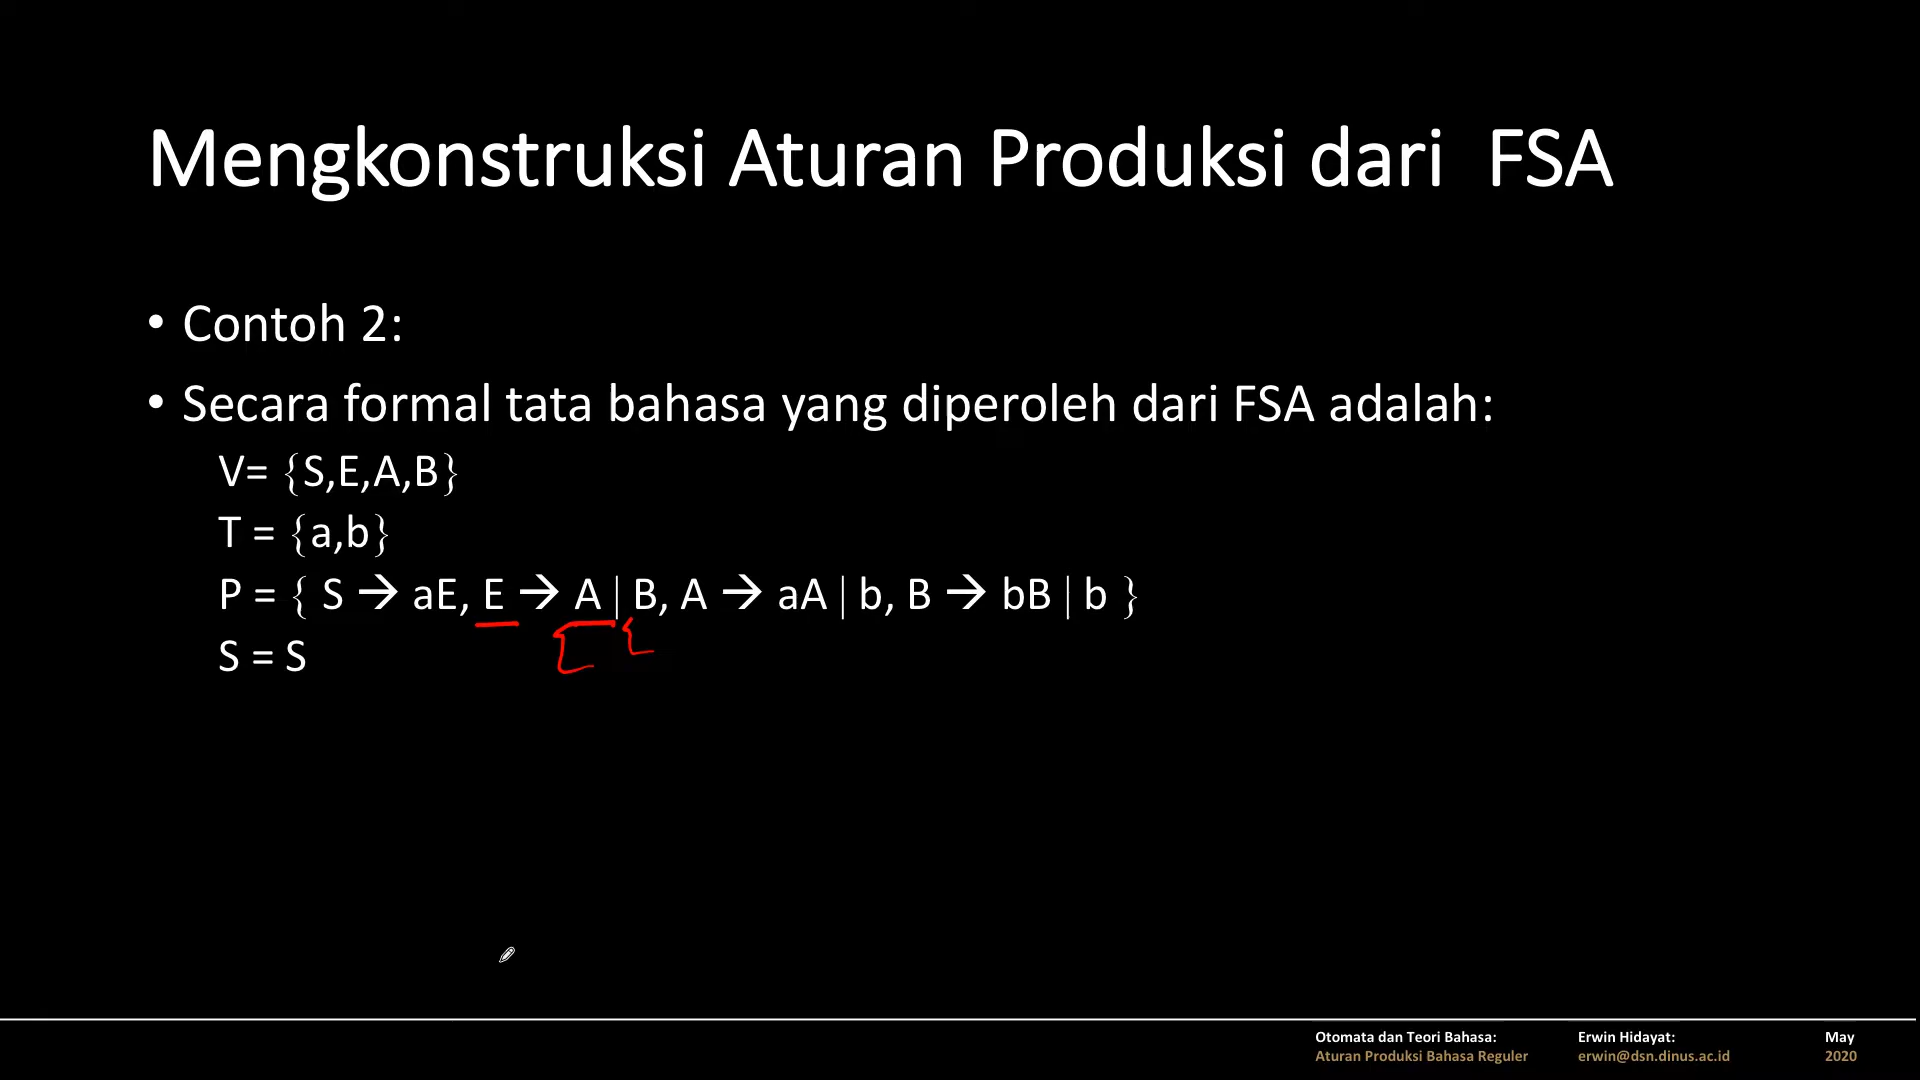 Mengkonstruksi Aturan Produksi dari FSA
• Contoh 2:
• Secara formal tata bahasa yang diperoleh dari FSA adalah:
V= {S,E,A,B}
T = {a,b}
P = { S → aE, E → A | B, A → aA | b, B → bB | b }
S = S
Otomata dan Teori Bahasa:
Aturan Produksi Bahasa Reguler
Erwin Hidayat:
erwin@dsn.dinus.ac.id
May
2020